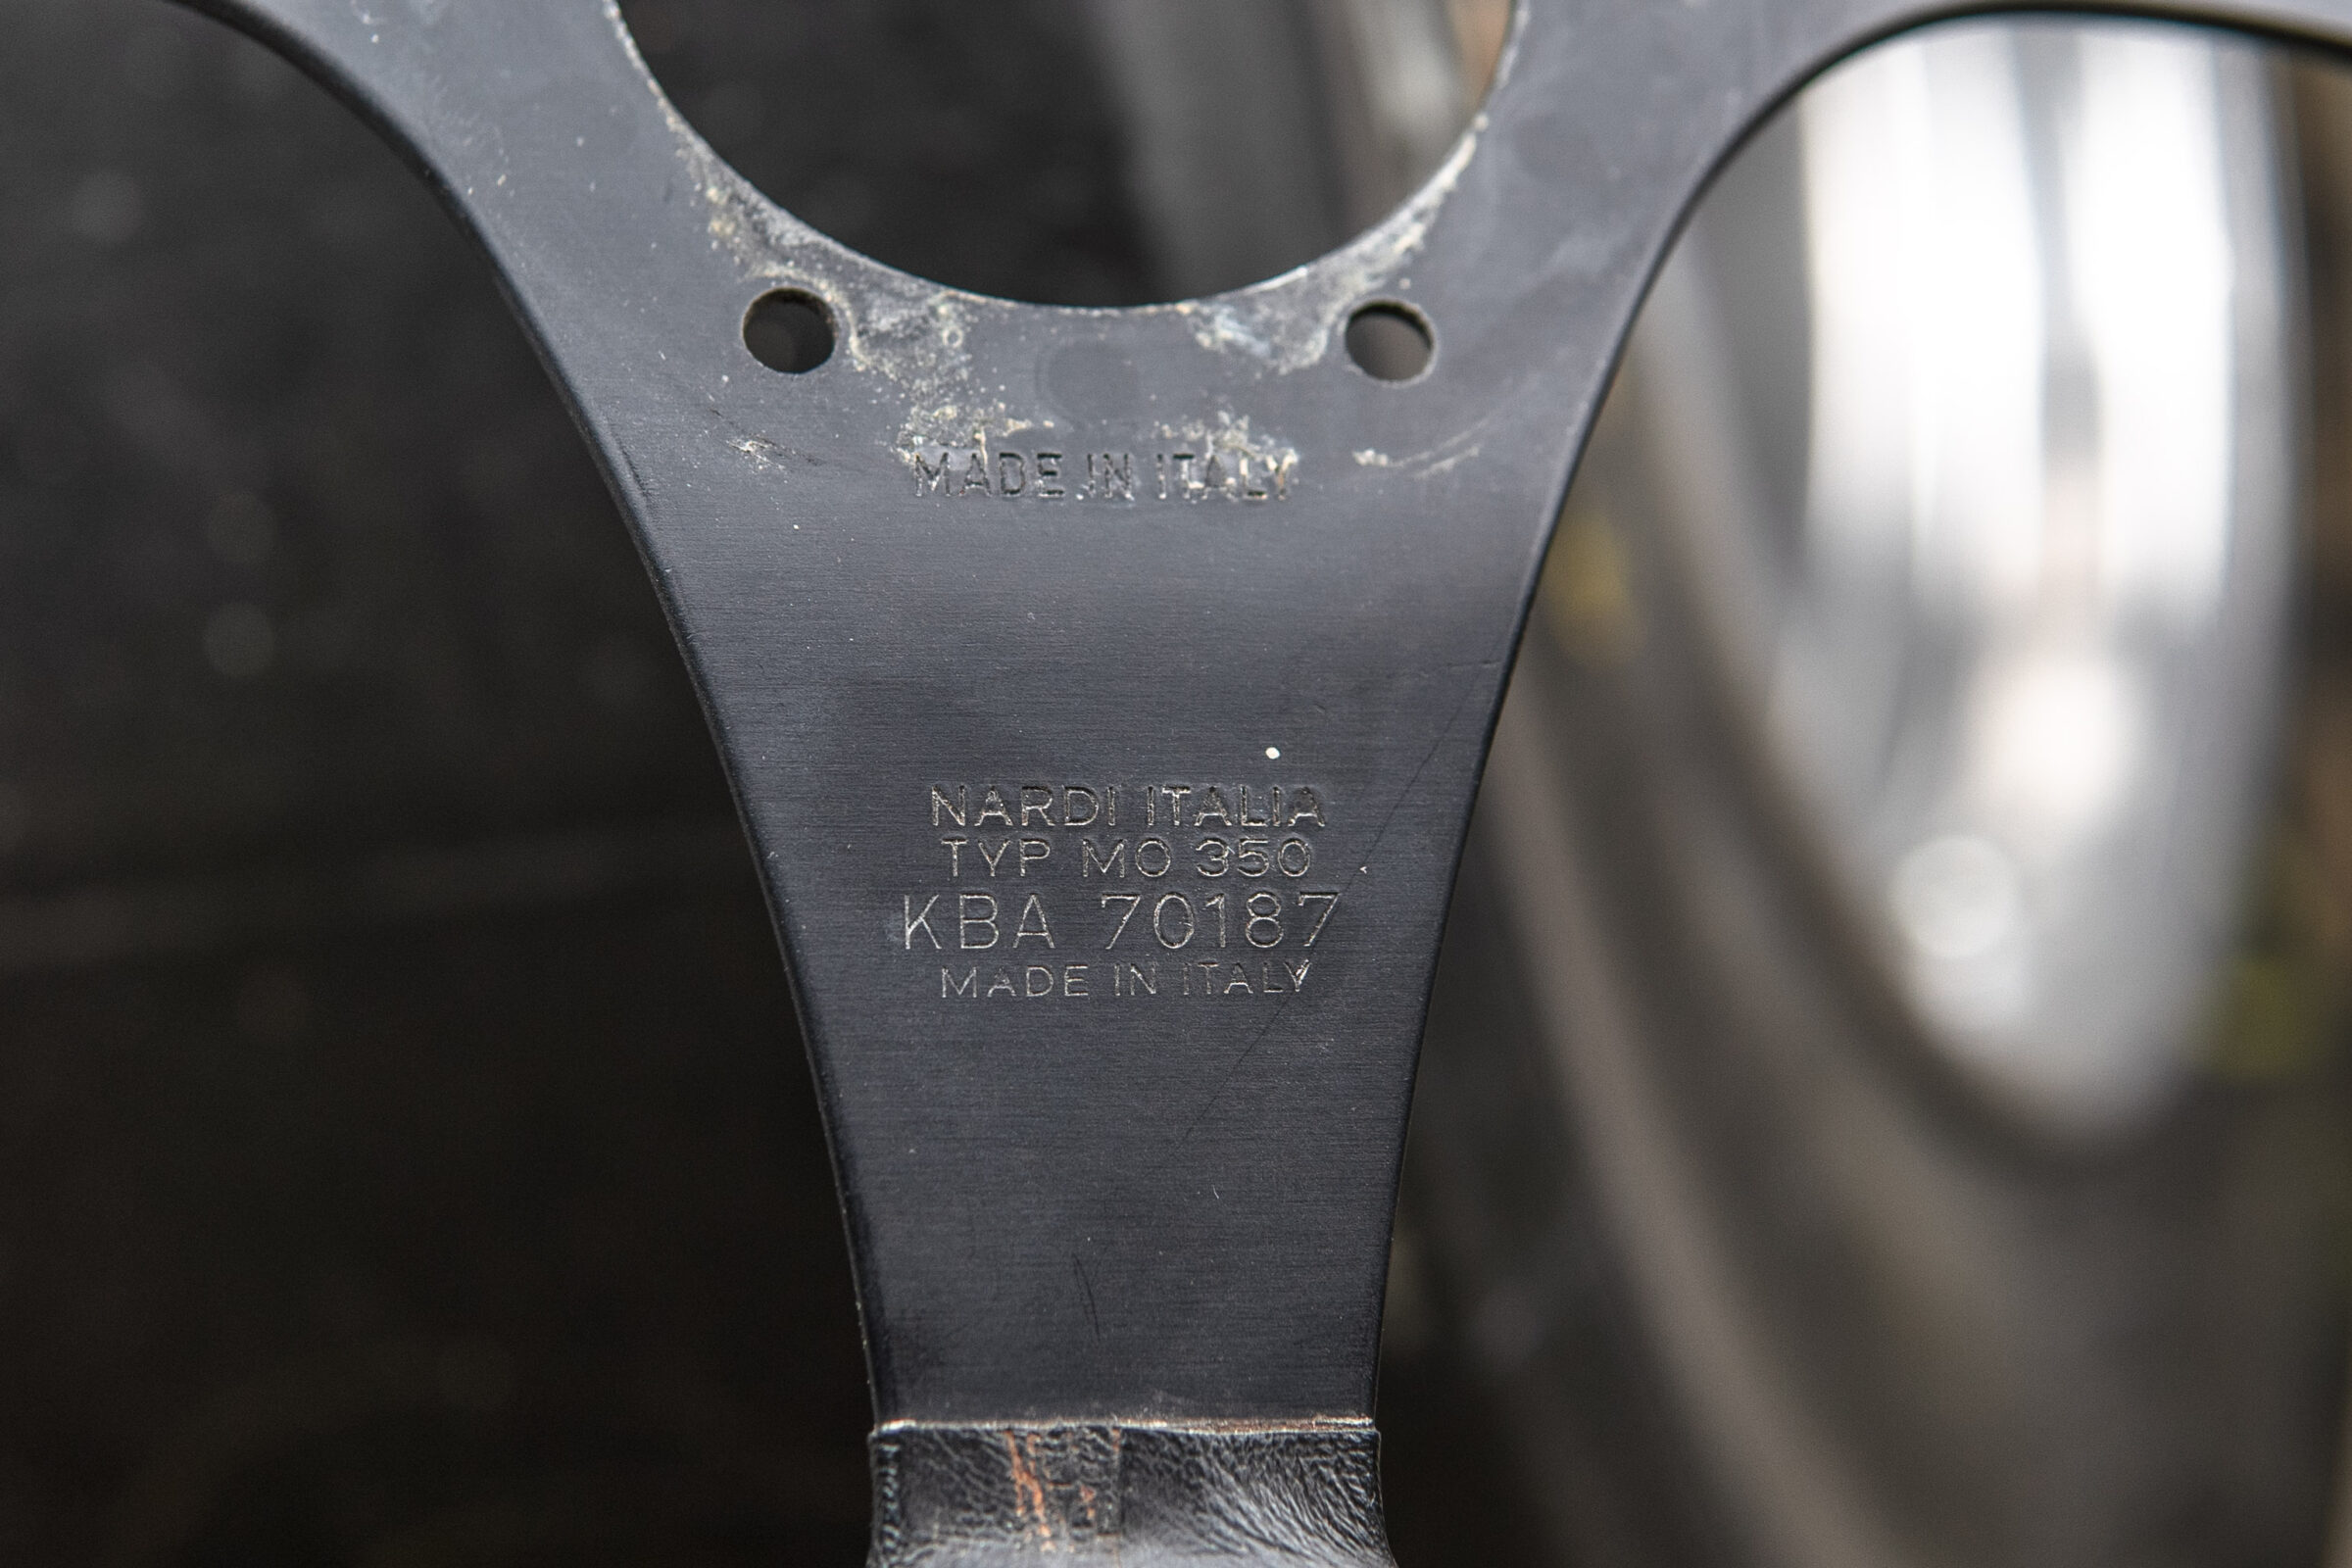 MADE IN ITALY
NARDI ITALIA
TYP MO 350
KBA 70187
MADE IN ITALY